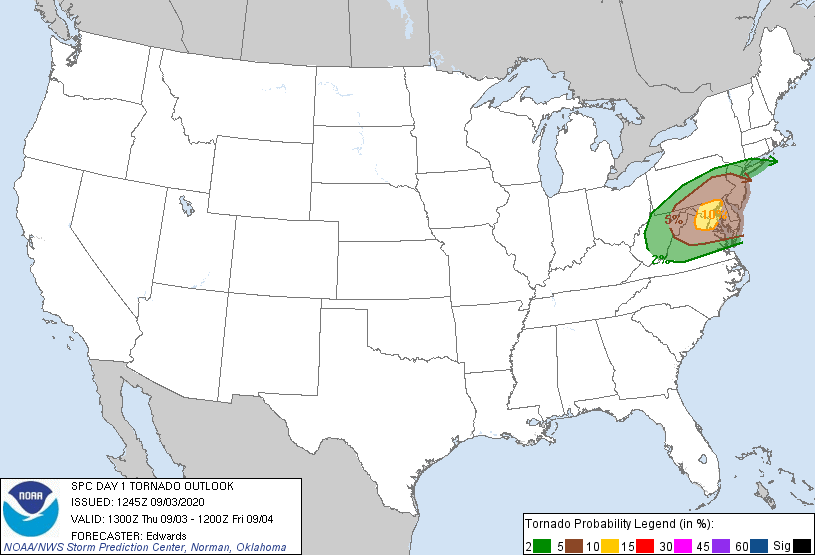 10%
5%
2%
NOAA
SPC DAY 1 TORNADO OUTLOOK
ISSUED: 1245Z 09/03/2020
VALID: 1300Z Thu 09/03 - 1200Z Fri 09/04
FORECASTER: Edwards
NOAA/NWS Storm Prediction Center, Norman, Oklahoma
Tornado Probability Legend (in %):
2 5 10 15 30 45 60 Sig